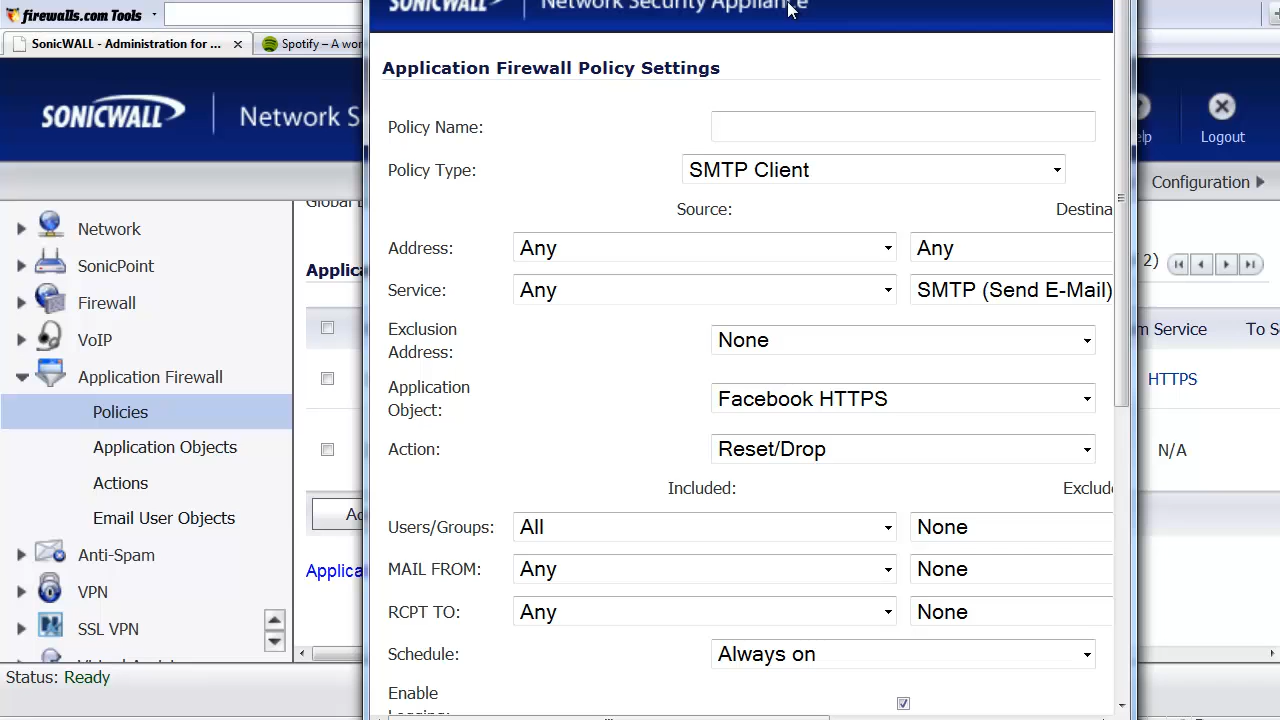 firewalls.com Tools
SonicWALL - Administration for ...
Spotify – A wor
SONICWALL
Network S
SONICWALL
Network Security Appliance
Logout
Configuration
Network
SonicPoint
Firewall
VoIP
Application Firewall
Policies
Application Objects
Actions
Email User Objects
Anti-Spam
VPN
SSL VPN
Status: Ready
Applica
Ad
Applica
Application Firewall Policy Settings
Policy Name:
Policy Type: SMTP Client
Source: Destina
Address: Any Any
Service: Any SMTP (Send E-Mail)
Exclusion
Address: None
Application
Object: Facebook HTTPS
Action: Reset/Drop
Included: Exclude
Users/Groups: All None
MAIL FROM: Any None
RCPT TO: Any None
Schedule: Always on
Enable
Logging:
2)
m Service To S
HTTPS
N/A